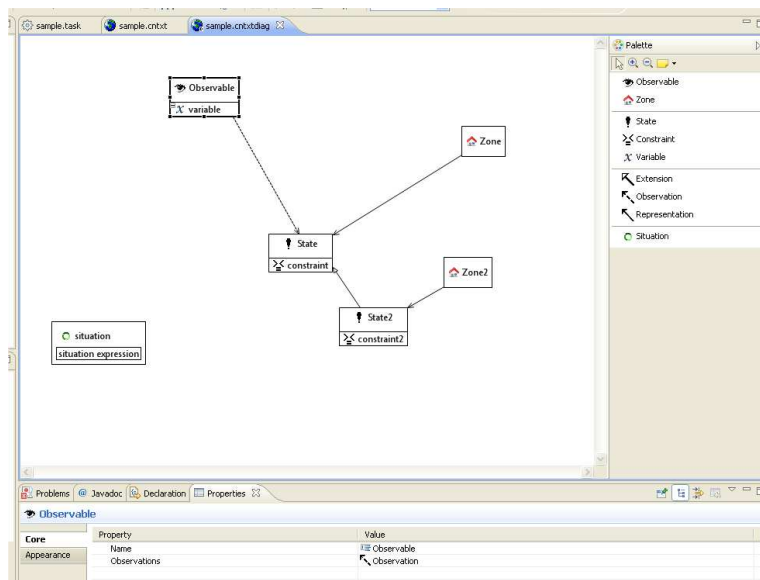 sample.task
sample.cntxt
sample.cntxtdiag
Palette
Observable
Zone
State
Constraint
x Variable
Extension
Observation
Representation
Situation
Observable
x variable
Zone
State
constraint
Zone2
State2
constraint2
situation
situation expression
Problems
@ Javadoc
Declaration
Properties
Observable
Core
Appearance
Property Value
Name Observable
Observations Observation